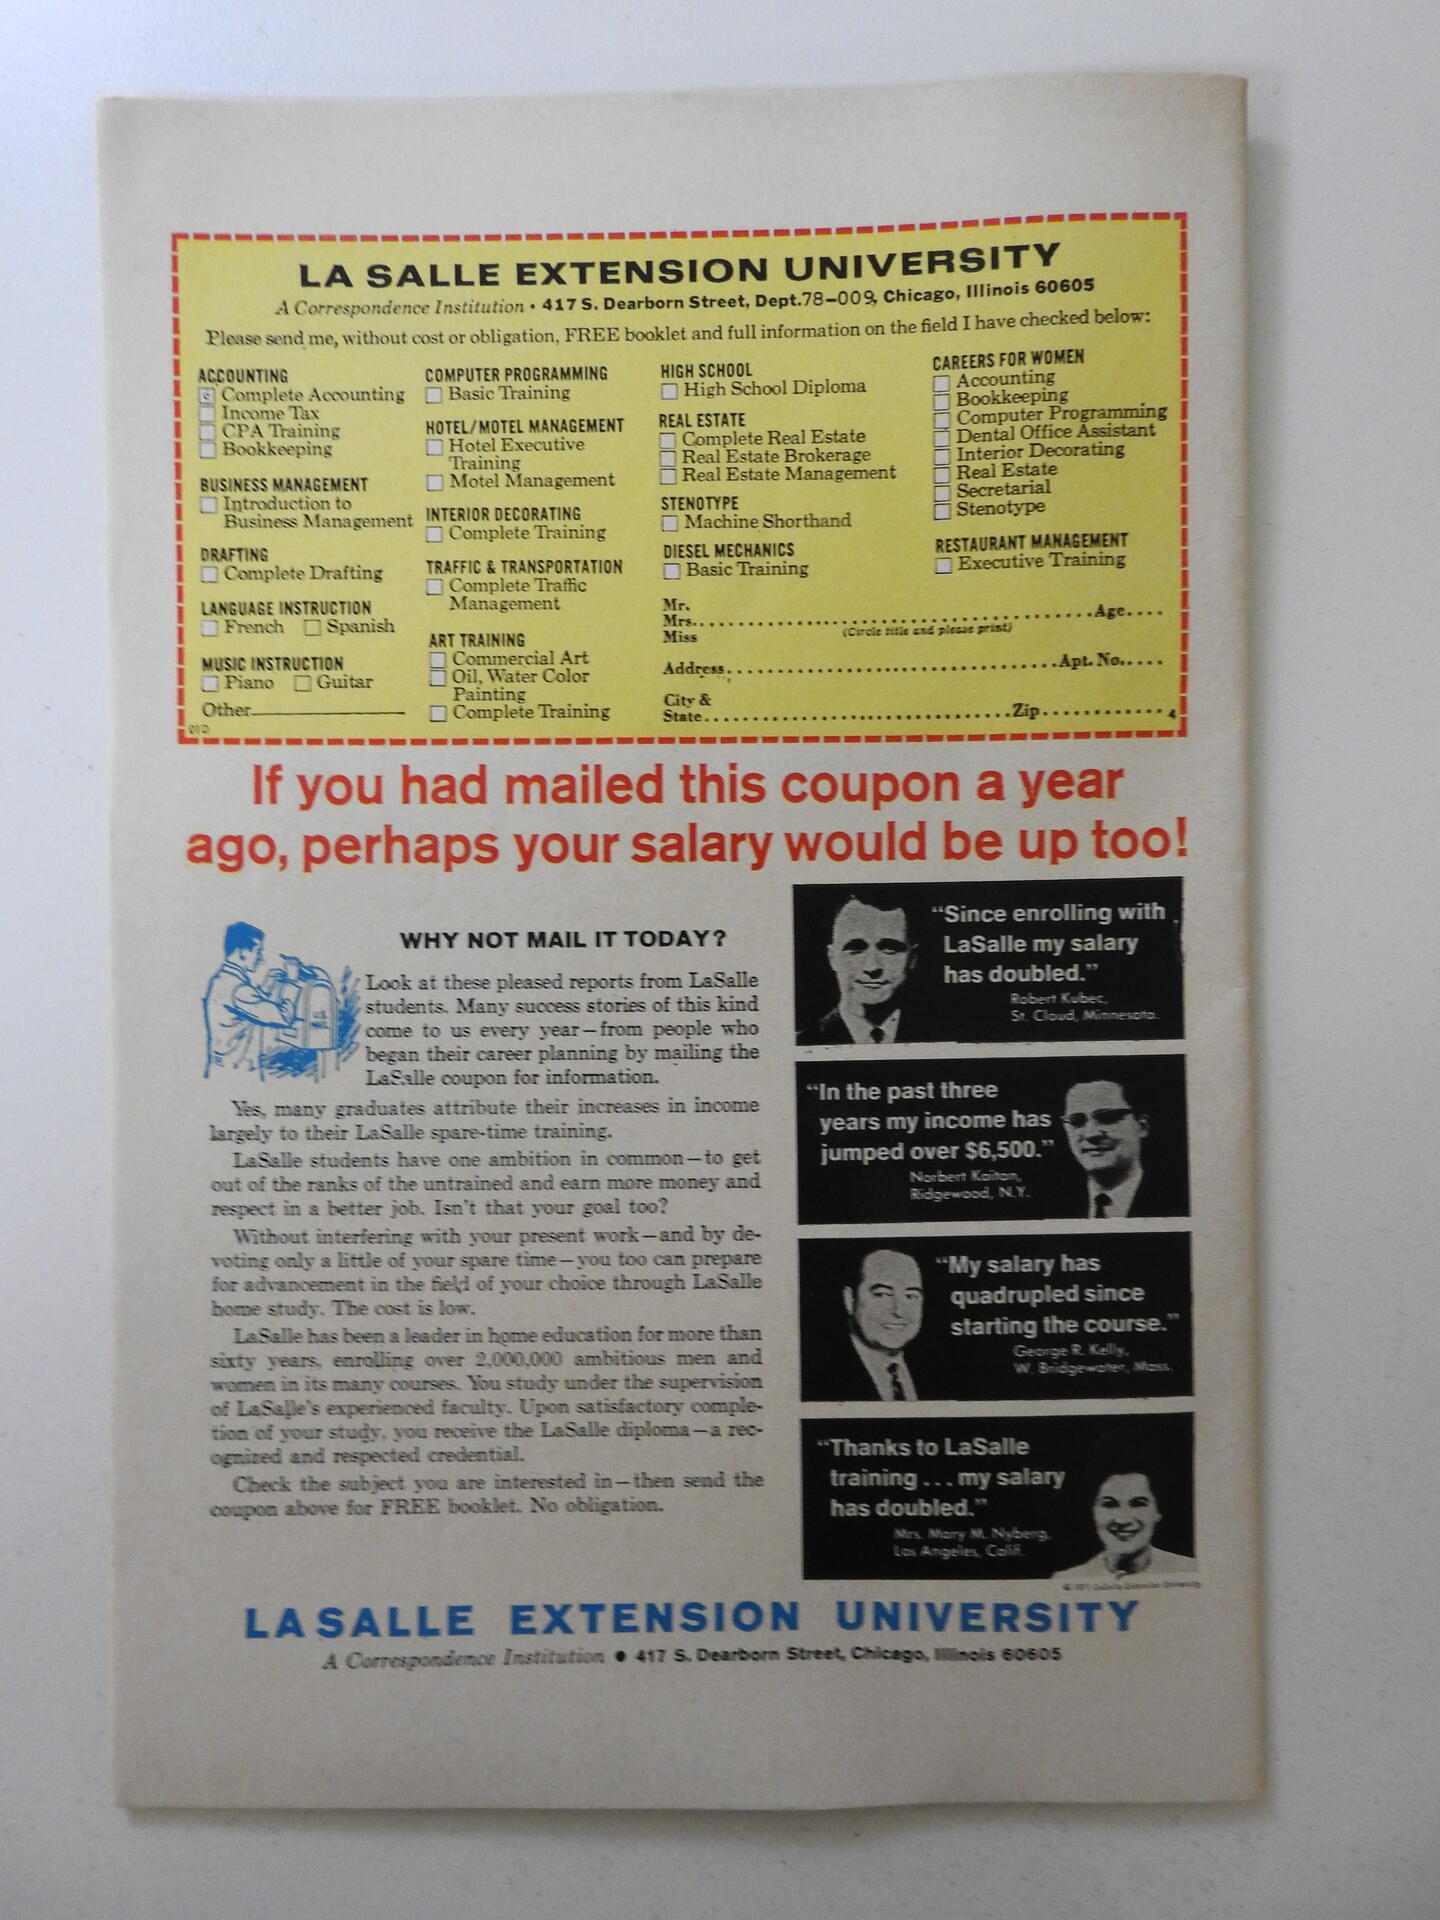 LA SALLE EXTENSION UNIVERSITY
A Correspondence Institution • 417 S. Dearborn Street, Dept.78-009, Chicago, Illinois 60605
Please send me, without cost or obligation, FREE booklet and full information on the field I have checked below:
ACCOUNTING
Complete Accounting
Income Tax
CPA Training
Bookkeeping
BUSINESS MANAGEMENT
Introduction to
Business Management
DRAFTING
Complete Drafting
LANGUAGE INSTRUCTION
French Spanish
MUSIC INSTRUCTION
Piano Guitar
Other
COMPUTER PROGRAMMING
Basic Training
HOTEL/MOTEL MANAGEMENT
Hotel Executive
Training
Motel Management
INTERIOR DECORATING
Complete Training
TRAFFIC & TRANSPORTATION
Complete Traffic
Management
ART TRAINING
Commercial Art
Oil, Water Color
Painting
Complete Training
HIGH SCHOOL
High School Diploma
REAL ESTATE
Complete Real Estate
Real Estate Brokerage
Real Estate Management
STENOTYPE
Machine Shorthand
DIESEL MECHANICS
Basic Training
CAREERS FOR WOMEN
Accounting
Bookkeeping
Computer Programming
Dental Office Assistant
Interior Decorating
Real Estate
Secretarial
Stenotype
RESTAURANT MANAGEMENT
Executive Training
Mr.
Mrs. Age
Miss (Circle title and please print)
Address Apt. No.
City &
State Zip 4
If you had mailed this coupon a year
ago, perhaps your salary would be up too!
WHY NOT MAIL IT TODAY?
U.S.
MAIL
Look at these pleased reports from LaSalle
students. Many success stories of this kind
come to us every year—from people who
began their career planning by mailing the
LaSalle coupon for information.
Yes, many graduates attribute their increases in income
largely to their LaSalle spare-time training.
LaSalle students have one ambition in common—to get
out of the ranks of the untrained and earn more money and
respect in a better job. Isn't that your goal too?
Without interfering with your present work—and by de-
voting only a little of your spare time—you too can prepare
for advancement in the field of your choice through LaSalle
home study. The cost is low.
LaSalle has been a leader in home education for more than
sixty years, enrolling over 2,000,000 ambitious men and
women in its many courses. You study under the supervision
of LaSalle's experienced faculty. Upon satisfactory comple-
tion of your study, you receive the LaSalle diploma—a rec-
ognized and respected credential.
Check the subject you are interested in—then send the
coupon above for FREE booklet. No obligation.
"Since enrolling with
LaSalle my salary
has doubled."
Robert Kubec,
St. Cloud, Minnesota.
"In the past three
years my income has
jumped over $6,500."
Norbert Kaitan,
Ridgewood, N.Y.
"My salary has
quadrupled since
starting the course."
George R. Kelly,
W. Bridgewater, Mass.
"Thanks to LaSalle
training . . . my salary
has doubled."
Mrs. Mary M. Nyberg,
Los Angeles, Calif.
© 1971 LaSalle Extension University
LA SALLE EXTENSION UNIVERSITY
A Correspondence Institution • 417 S. Dearborn Street, Chicago, Illinois 60605